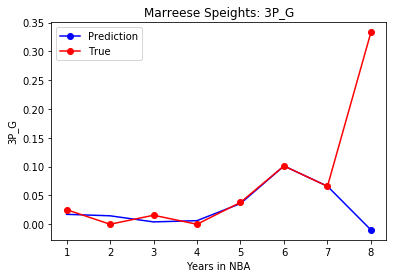 Marreese Speights: 3P_G
Prediction
True
0.35
0.30
0.25
0.20
0.15
0.10
0.05
0.00
3P_G
1 2 3 4 5 6 7 8
Years in NBA